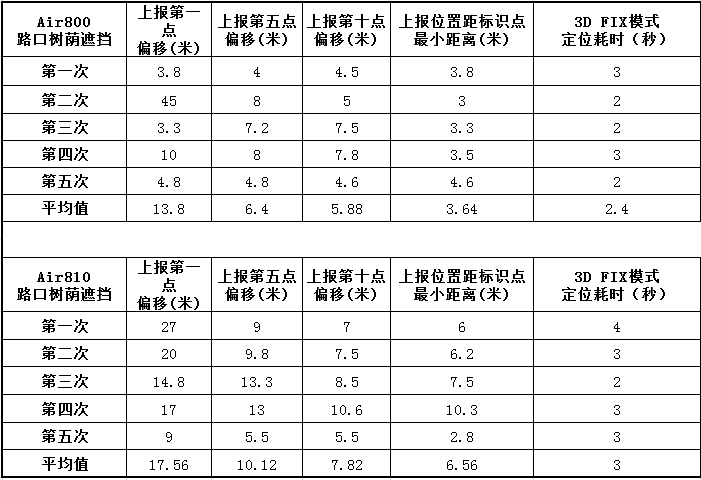 Air800 路口树荫遮挡 上报第一点偏移(米) 上报第五点偏移(米) 上报第十点偏移(米) 上报位置距标识点最小距离(米) 3D FIX模式定位耗时（秒）
第一次 3.8 4 4.5 3.8 3
第二次 45 8 5 3 2
第三次 3.3 7.2 7.5 3.3 2
第四次 10 8 7.8 3.5 3
第五次 4.8 4.8 4.6 4.6 2
平均值 13.8 6.4 5.88 3.64 2.4
Air810 路口树荫遮挡 上报第一点偏移(米) 上报第五点偏移(米) 上报第十点偏移(米) 上报位置距标识点最小距离(米) 3D FIX模式定位耗时（秒）
第一次 27 9 7 6 4
第二次 20 9.8 7.5 6.2 3
第三次 14.8 13.3 8.5 7.5 2
第四次 17 13 10.6 10.3 3
第五次 9 5.5 5.5 2.8 3
平均值 17.56 10.12 7.82 6.56 3